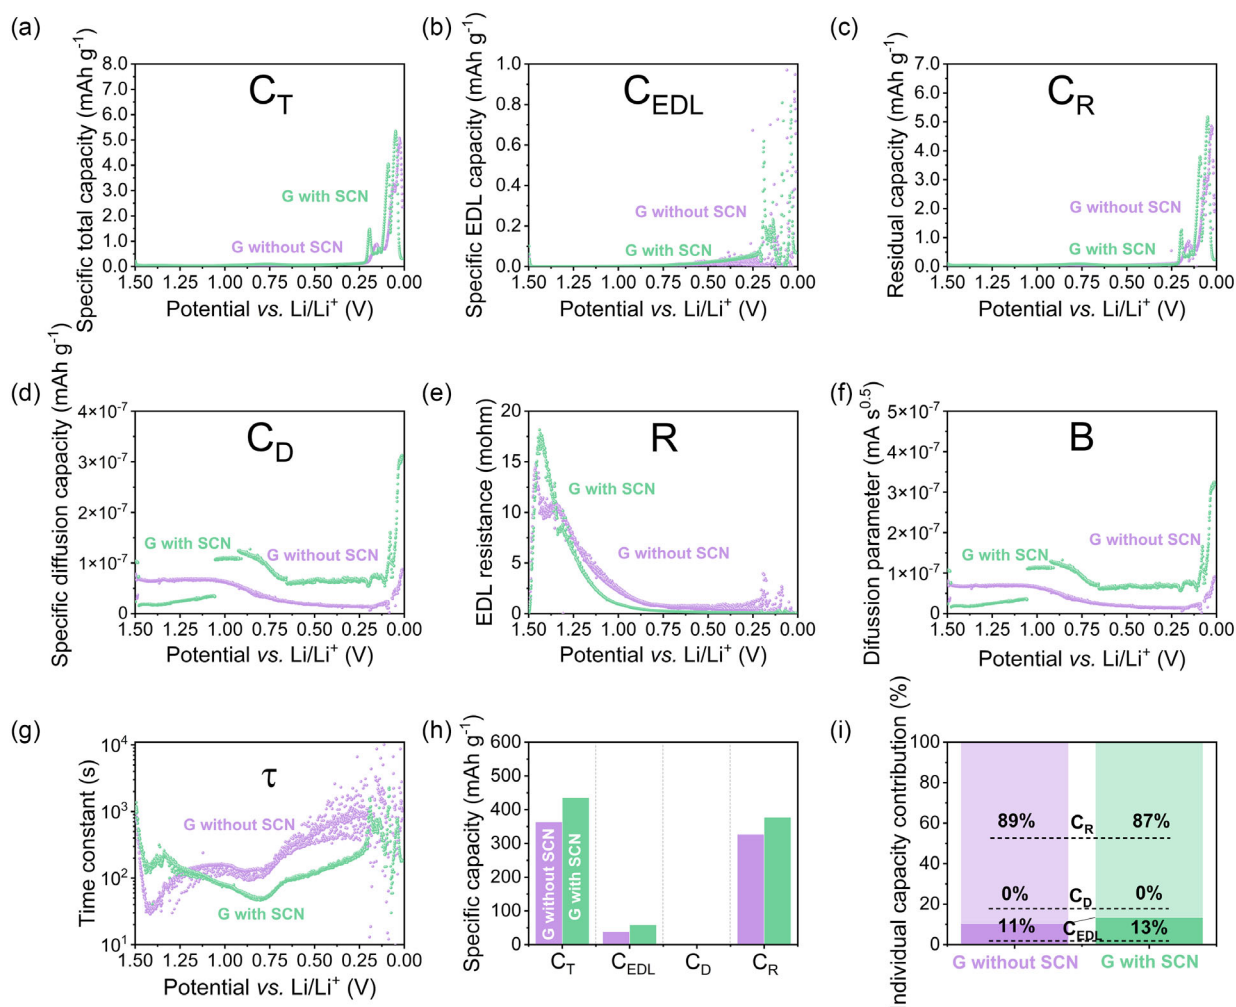 (a)
Specific total capacity (mAh g⁻¹)
8.0
7.0
6.0
5.0
4.0
3.0
2.0
1.0
0.0
C_T
G with SCN
G without SCN
1.50 1.25 1.00 0.75 0.50 0.25 0.00
Potential vs. Li/Li⁺ (V)
(b)
Specific EDL capacity (mAh g⁻¹)
1.0
0.8
0.6
0.4
0.2
0.0
C_EDL
G without SCN
G with SCN
1.50 1.25 1.00 0.75 0.50 0.25 0.00
Potential vs. Li/Li⁺ (V)
(c)
Residual capacity (mAh g⁻¹)
8.0
7.0
6.0
5.0
4.0
3.0
2.0
1.0
0.0
C_R
G without SCN
G with SCN
1.50 1.25 1.00 0.75 0.50 0.25 0.00
Potential vs. Li/Li⁺ (V)
(d)
Specific diffusion capacity (mAh g⁻¹)
4×10⁻⁷
3×10⁻⁷
2×10⁻⁷
1×10⁻⁷
0
C_D
G with SCN
G without SCN
1.50 1.25 1.00 0.75 0.50 0.25 0.00
Potential vs. Li/Li⁺ (V)
(e)
EDL resistance (mohm)
20
15
10
5
0
R
G with SCN
G without SCN
1.50 1.25 1.00 0.75 0.50 0.25 0.00
Potential vs. Li/Li⁺ (V)
(f)
Difussion parameter (mA s⁰·⁵)
5×10⁻⁷
4×10⁻⁷
3×10⁻⁷
2×10⁻⁷
1×10⁻⁷
0
B
G without SCN
G with SCN
1.50 1.25 1.00 0.75 0.50 0.25 0.00
Potential vs. Li/Li⁺ (V)
(g)
Time constant (s)
10⁴
10³
10²
10¹
τ
G without SCN
G with SCN
1.50 1.25 1.00 0.75 0.50 0.25 0.00
Potential vs. Li/Li⁺ (V)
(h)
Specific capacity (mAh g⁻¹)
600
500
400
300
200
100
0
G without SCN
G with SCN
C_T C_EDL C_D C_R
(i)
ndividual capacity contribution (%)
100
80
60
40
20
0
89% C_R 87%
0% C_D 0%
11% C_EDL 13%
G without SCN G with SCN